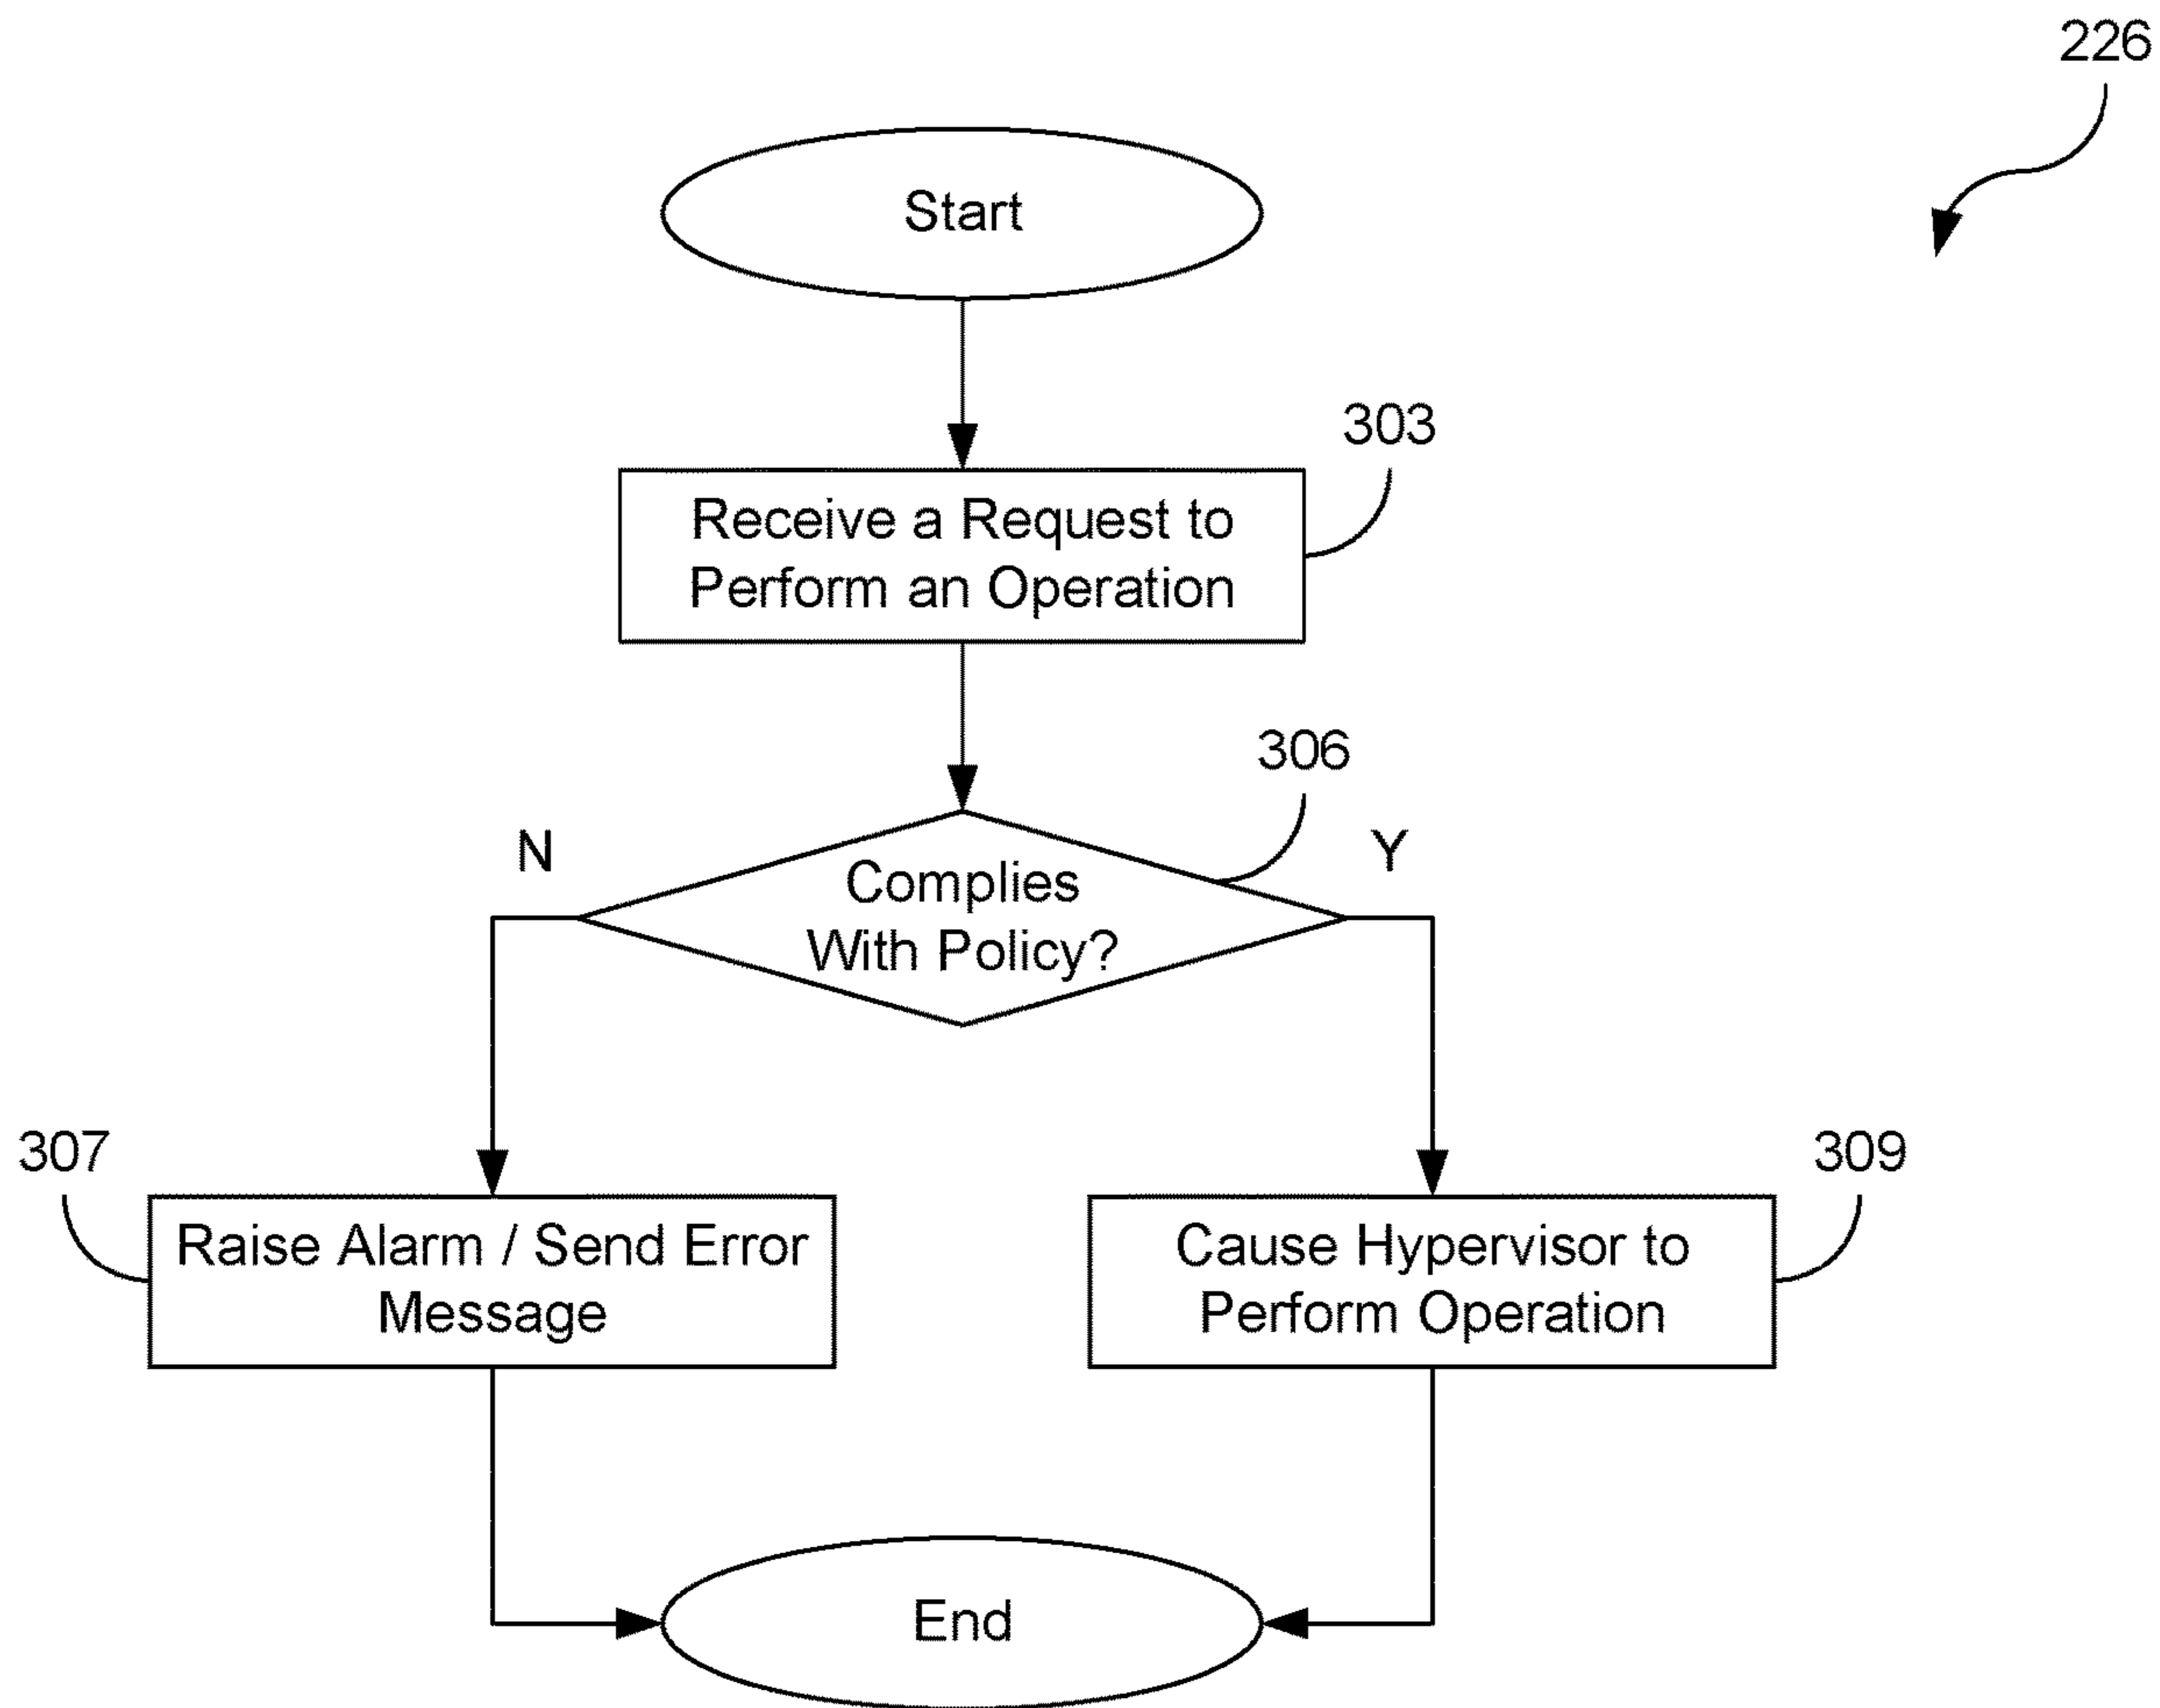 226
Start
303
Receive a Request to
Perform an Operation
306
N
Y
Complies
With Policy?
307
309
Raise Alarm / Send Error
Message
Cause Hypervisor to
Perform Operation
End